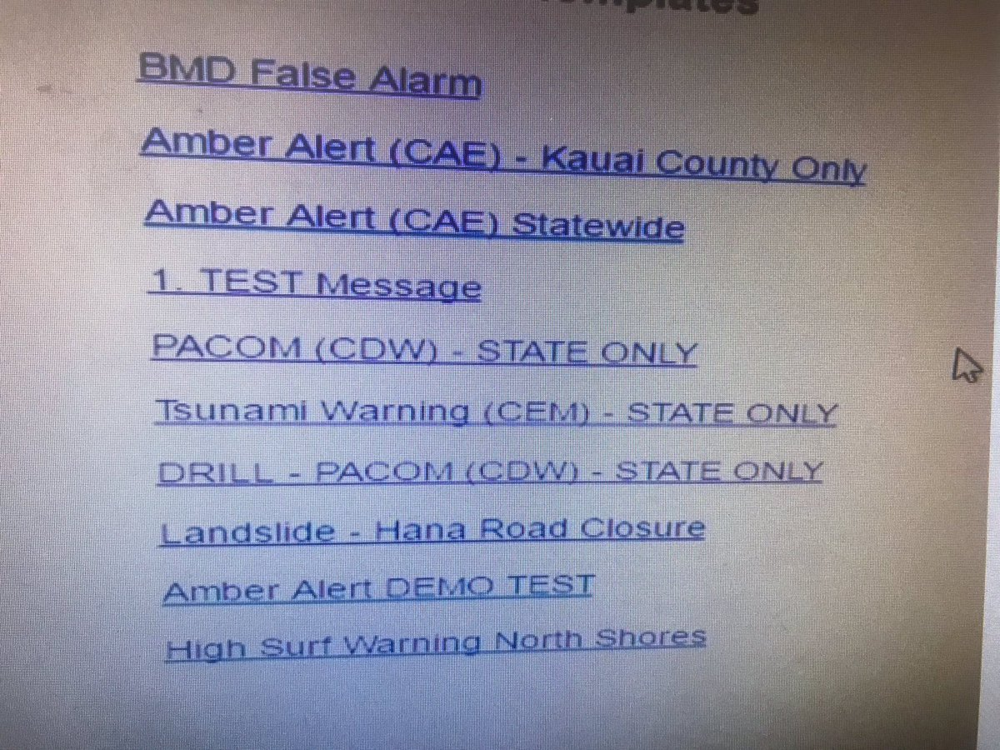 BMD False Alarm
Amber Alert (CAE) - Kauai County Only
Amber Alert (CAE) Statewide
1. TEST Message
PACOM (CDW) - STATE ONLY
Tsunami Warning (CEM) - STATE ONLY
DRILL - PACOM (CDW) - STATE ONLY
Landslide - Hana Road Closure
Amber Alert DEMO TEST
High Surf Warning North Shores